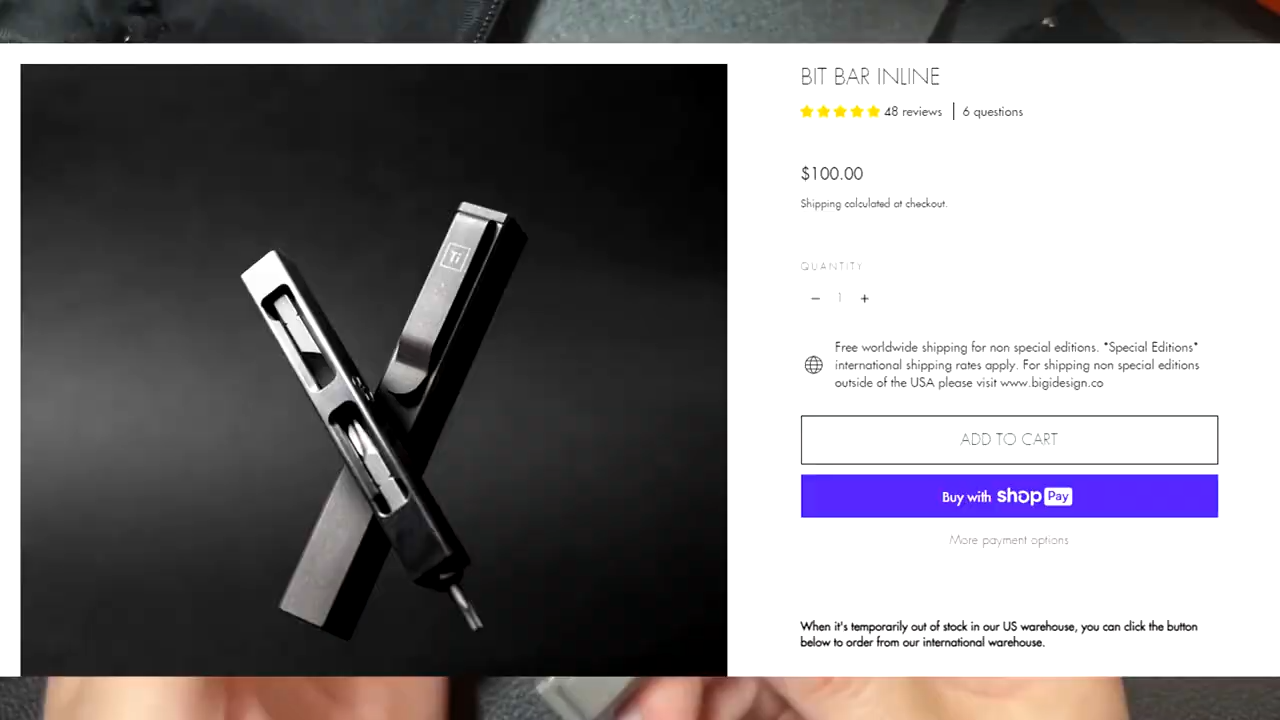 BIT BAR INLINE
48 reviews | 6 questions
$100.00
Shipping calculated at checkout.
QUANTITY
− 1 +
Free worldwide shipping for non special editions. *Special Editions*
international shipping rates apply. For shipping non special editions
outside of the USA please visit www.bigidesign.co
ADD TO CART
Buy with shop Pay
More payment options
When it's temporarily out of stock in our US warehouse, you can click the button
below to order from our international warehouse.
Ti